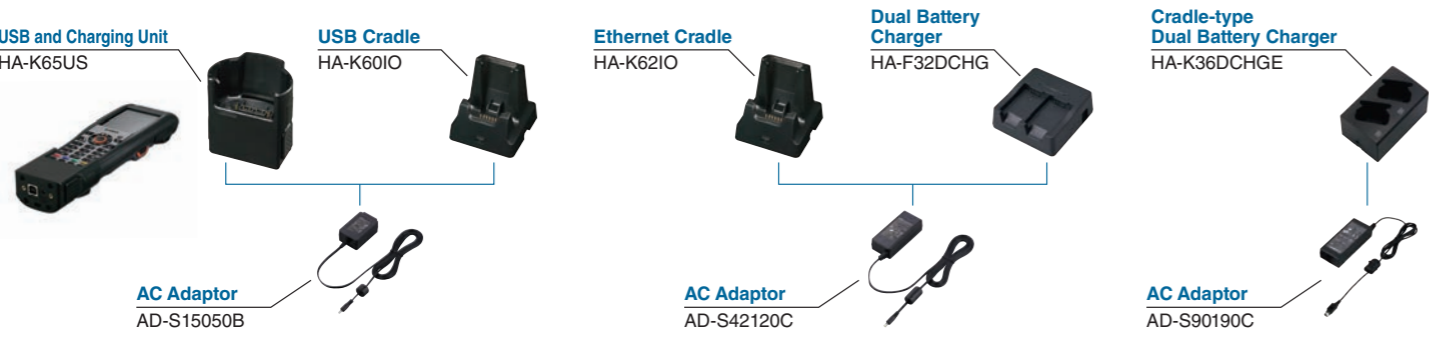 USB and Charging Unit
HA-K65US
USB Cradle
HA-K60IO
Ethernet Cradle
HA-K62IO
Dual Battery
Charger
HA-F32DCHG
Cradle-type
Dual Battery Charger
HA-K36DCHGE
AC Adaptor
AD-S15050B
AC Adaptor
AD-S42120C
AC Adaptor
AD-S90190C